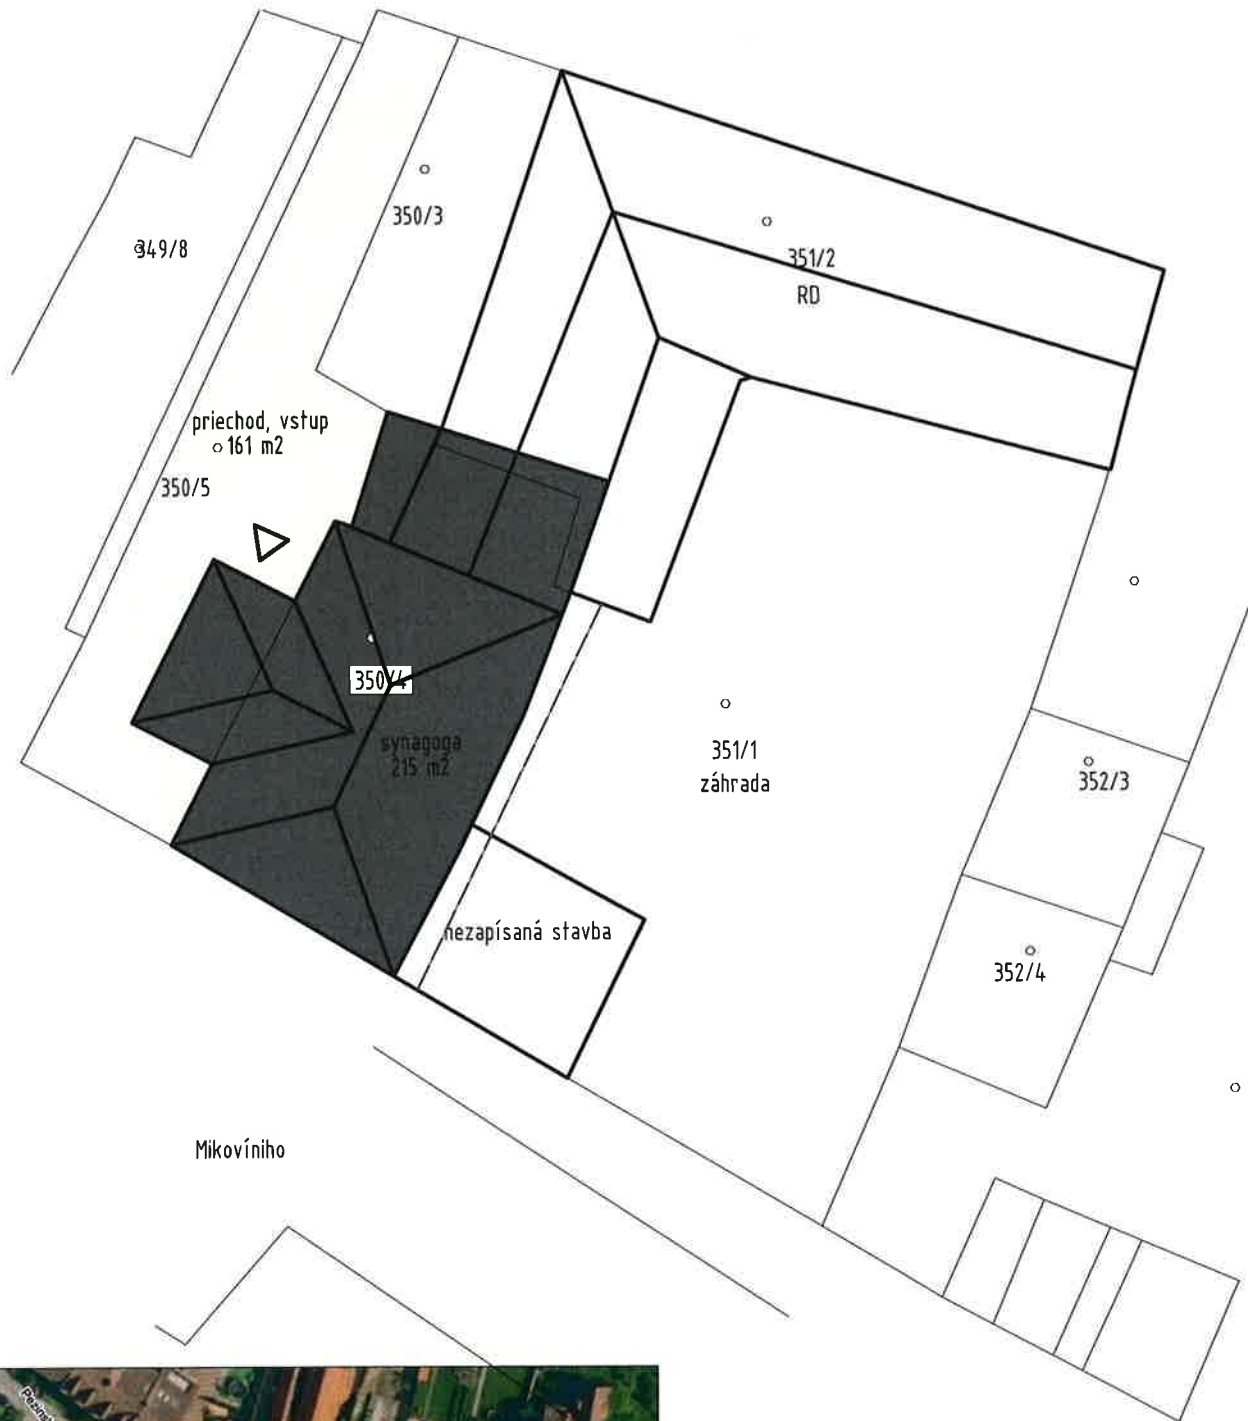 350/3
349/8
351/2
RD
priechod, vstup
161 m2
350/5
350/4
synagoga
215 m2
351/1
záhrada
352/3
nezapísaná stavba
352/4
Mikovíniho